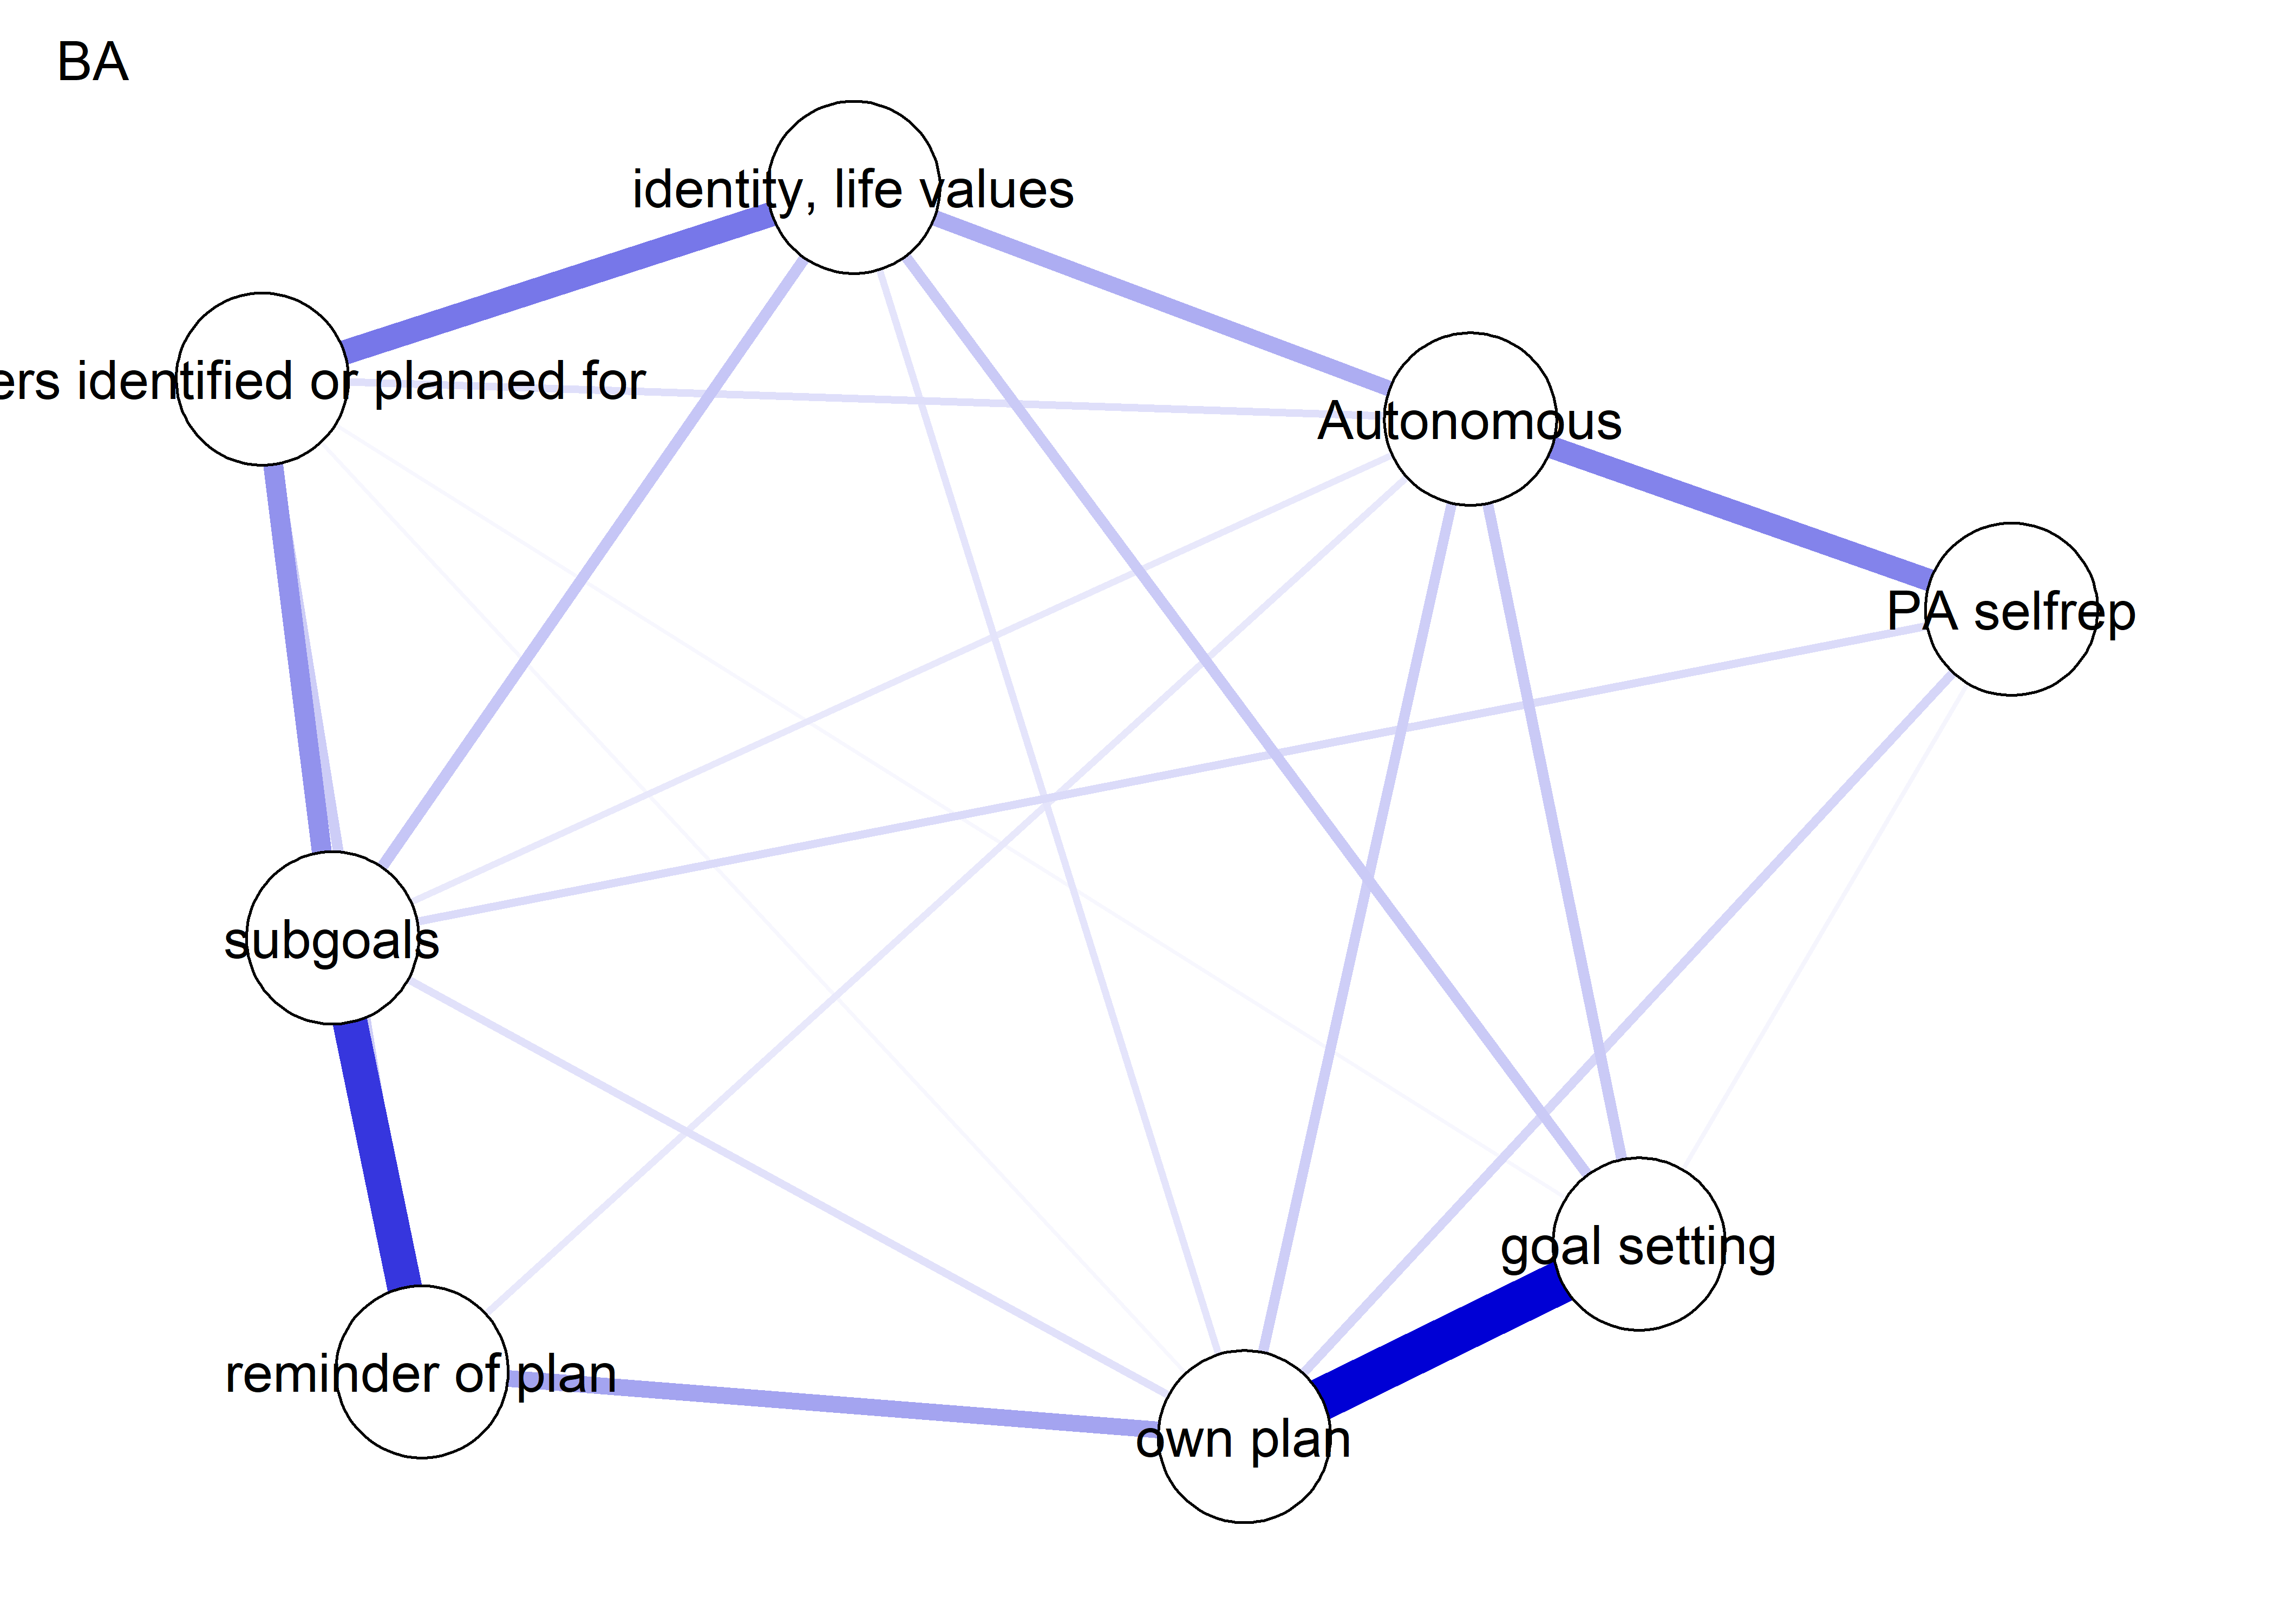 BA
identity, life values
identified or planned for
Autonomous
PA selfrep
subgoals
goal setting
reminder of plan
own plan